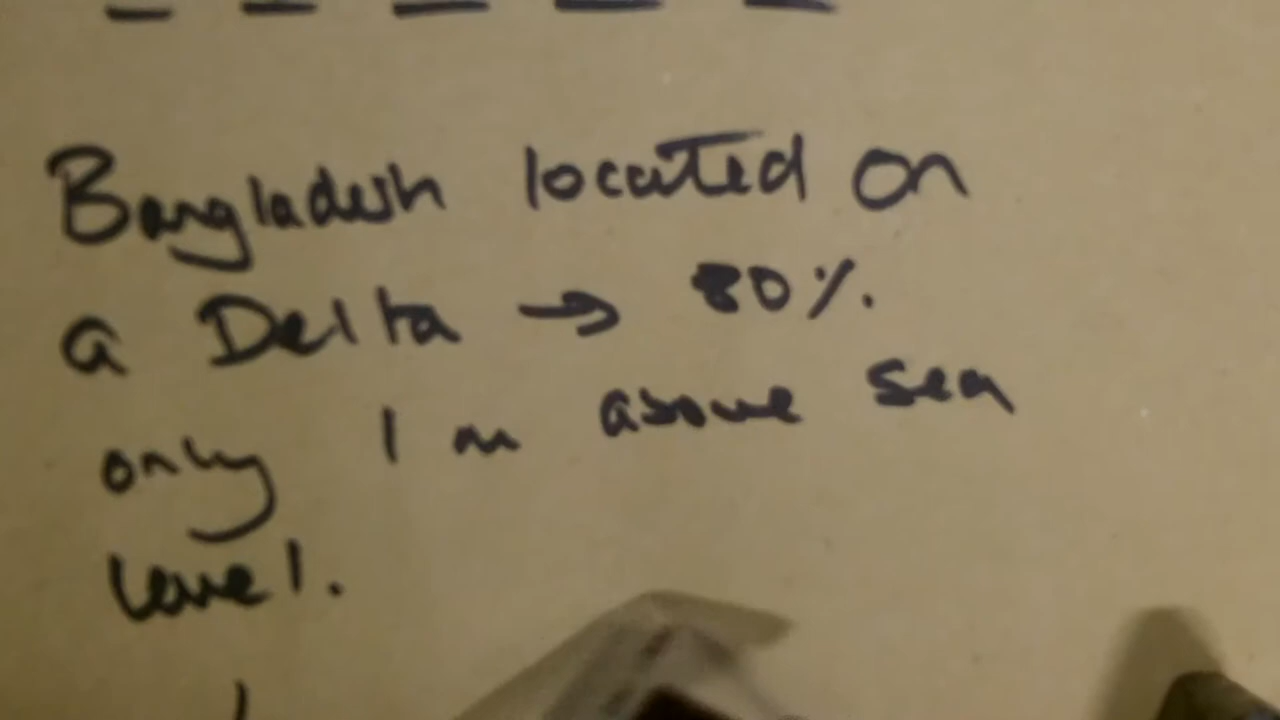 Bangladesh located on
a Delta → 80%.
only 1 m above sea
level.